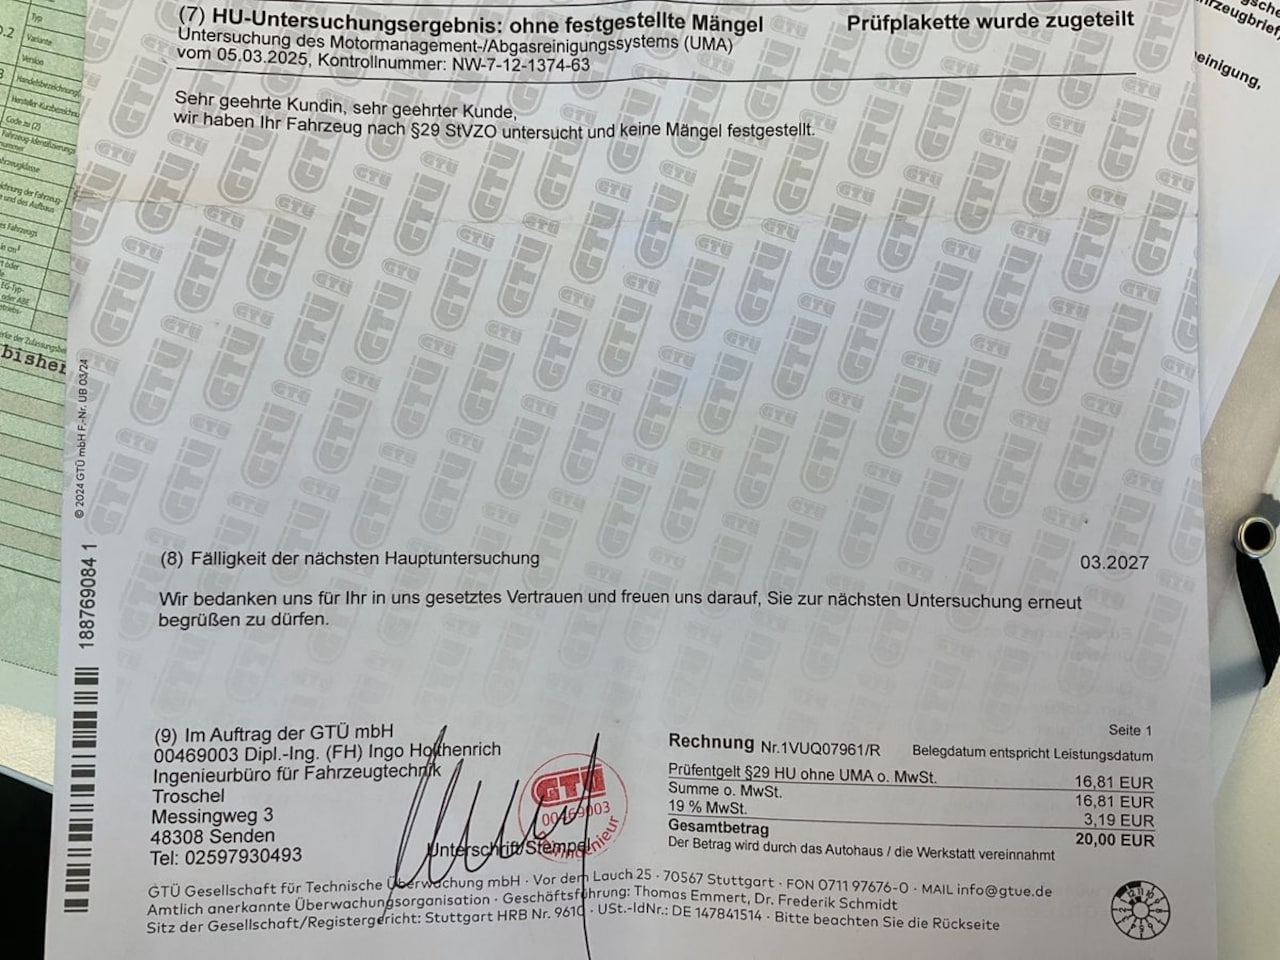 (7) HU-Untersuchungsergebnis: ohne festgestellte Mängel Prüfplakette wurde zugeteilt
Untersuchung des Motormanagement-/Abgasreinigungssystems (UMA)
vom 05.03.2025, Kontrollnummer: NW-7-12-1374-63
Sehr geehrte Kundin, sehr geehrter Kunde,
wir haben Ihr Fahrzeug nach §29 StVZO untersucht und keine Mängel festgestellt.
(8) Fälligkeit der nächsten Hauptuntersuchung 03.2027
Wir bedanken uns für Ihr in uns gesetztes Vertrauen und freuen uns darauf, Sie zur nächsten Untersuchung erneut
begrüßen zu dürfen.
(9) Im Auftrag der GTÜ mbH
00469003 Dipl.-Ing. (FH) Ingo Holthenrich
Ingenieurbüro für Fahrzeugtechnik
Troschel
Messingweg 3
48308 Senden
Tel: 02597930493
Unterschrift/Stempel
GTÜ
00469003
Seite 1
Rechnung Nr.1VUQ07961/R Belegdatum entspricht Leistungsdatum
Prüfentgelt §29 HU ohne UMA o. MwSt. 16,81 EUR
Summe o. MwSt. 16,81 EUR
19 % MwSt. 3,19 EUR
Gesamtbetrag 20,00 EUR
Der Betrag wird durch das Autohaus / die Werkstatt vereinnahmt
GTÜ Gesellschaft für Technische Überwachung mbH · Vor dem Lauch 25 · 70567 Stuttgart · FON 0711 97676-0 · MAIL info@gtue.de
Amtlich anerkannte Überwachungsorganisation · Geschäftsführung: Thomas Emmert, Dr. Frederik Schmidt
Sitz der Gesellschaft/Registergericht: Stuttgart HRB Nr. 9610 · USt.-IdNr.: DE 147841514 · Bitte beachten Sie die Rückseite
188769084 1
© 2024 GTÜ mbH F.-Nr. UB 03/24
Typ
Variante
Version
Code zu (2)
bisher
einigung,